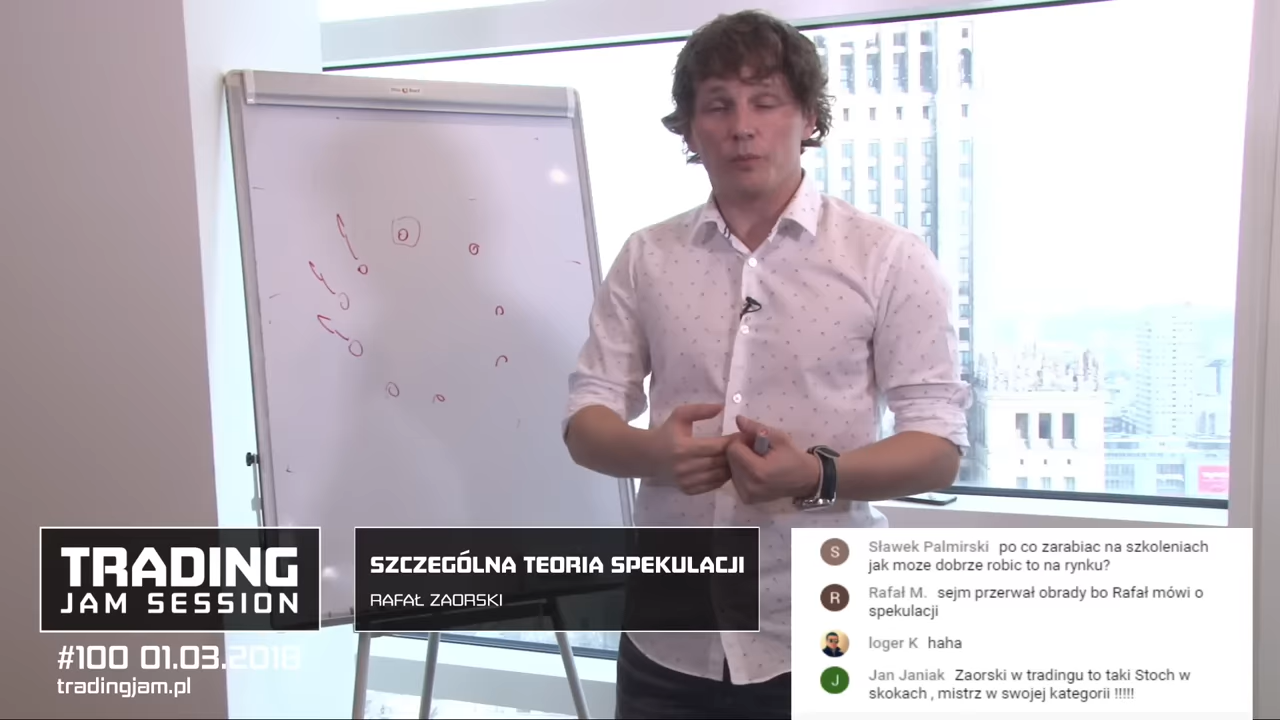 TRADING
JAM SESSION
#100 01.03.2018
tradingjam.pl
SZCZEGÓLNA TEORIA SPEKULACJI
RAFAŁ ZAORSKI
S
Sławek Palmirski po co zarabiac na szkoleniach
jak moze dobrze robic to na rynku?
R
Rafał M. sejm przerwał obrady bo Rafał mówi o
spekulacji
loger K haha
J
Jan Janiak Zaorski w tradingu to taki Stoch w
skokach , mistrz w swojej kategorii !!!!!